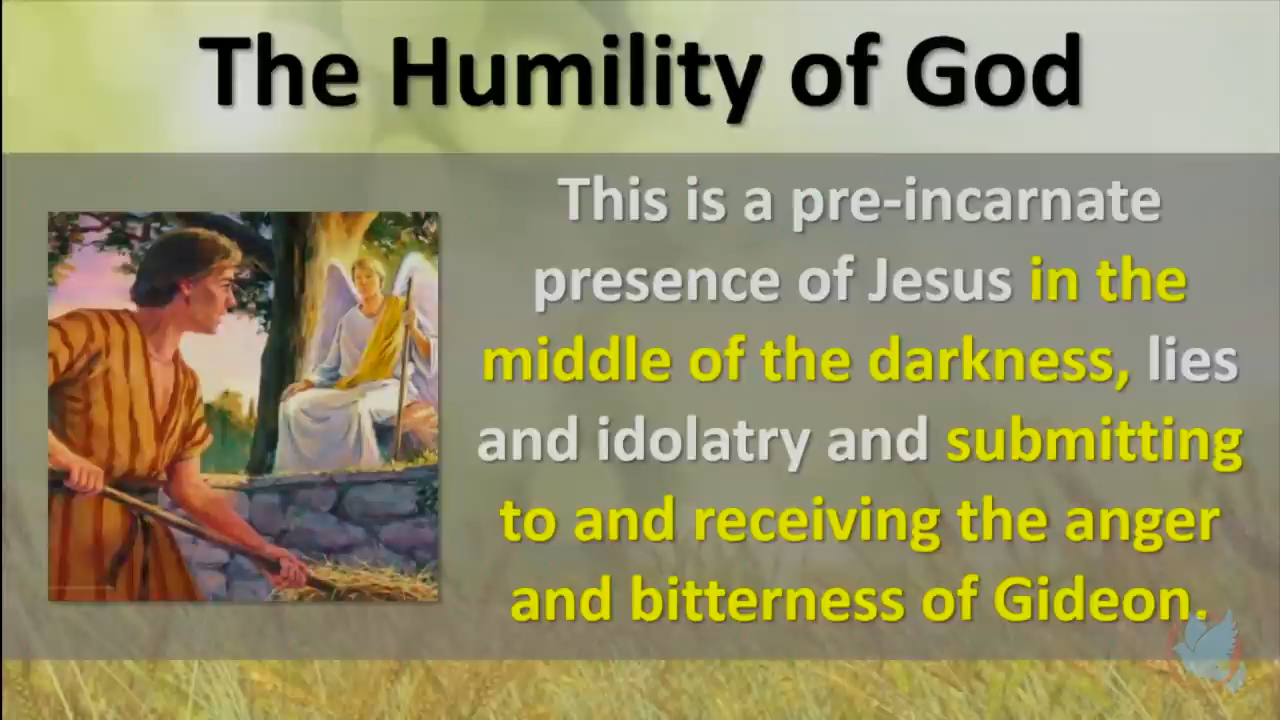 The Humility of God
This is a pre-incarnate
presence of Jesus in the
middle of the darkness, lies
and idolatry and submitting
to and receiving the anger
and bitterness of Gideon.